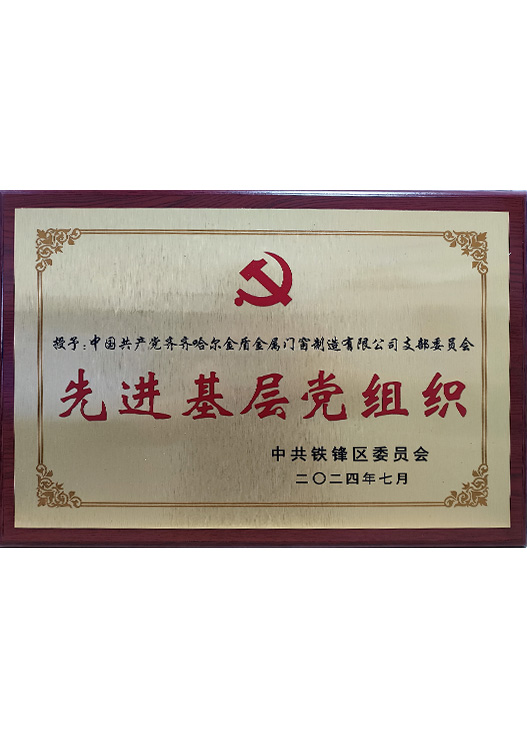 授予:中国共产党齐齐哈尔金盾金属门窗制造有限公司支部委员会
先进基层党组织
中共铁锋区委员会
二〇二四年七月